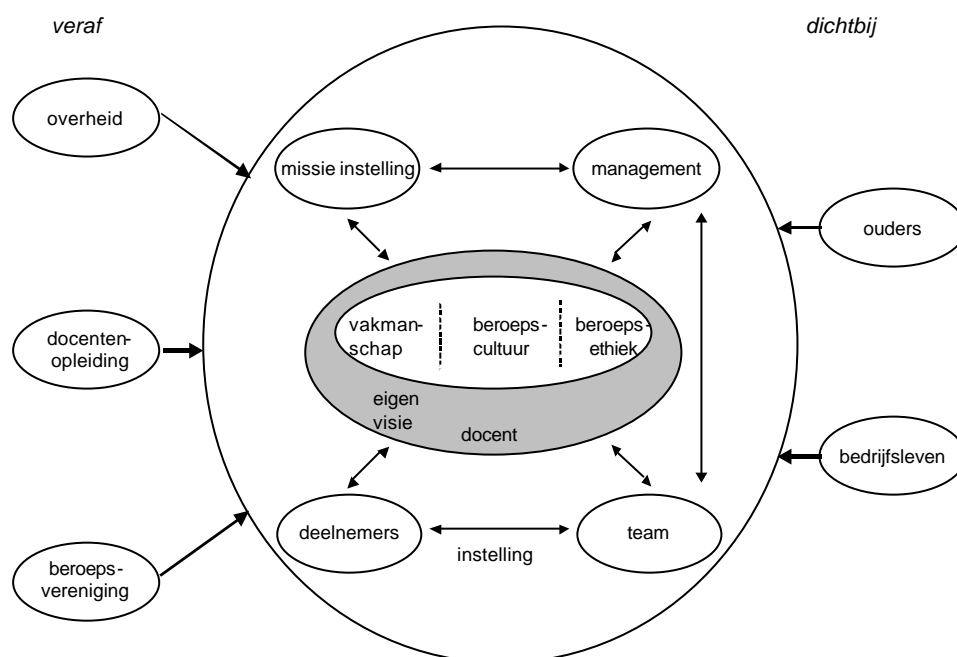 veraf
dichtbij
overheid
missie instelling
management
ouders
vakman-
schap
beroeps-
cultuur
beroeps-
ethiek
docenten-
opleiding
eigen
visie
docent
bedrijfsleven
deelnemers
instelling
team
beroeps-
vereniging